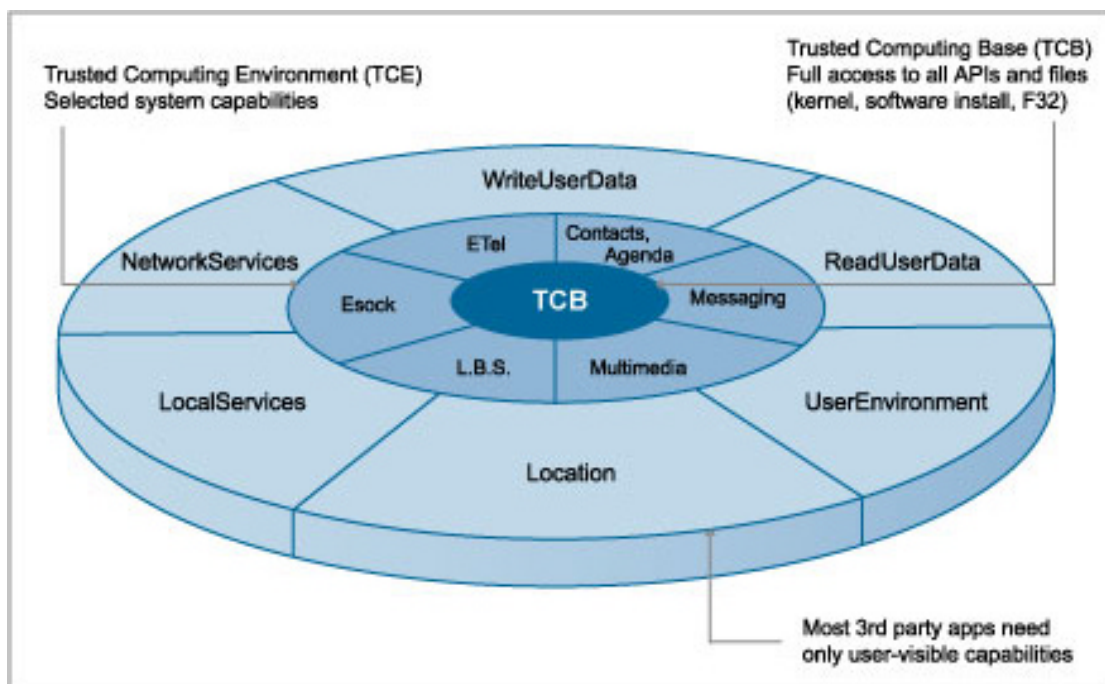 Trusted Computing Environment (TCE)
Selected system capabilities
Trusted Computing Base (TCB)
Full access to all APIs and files
(kernel, software install, F32)
WriteUserData
NetworkServices
ReadUserData
ETel
Contacts,
Agenda
Esock
TCB
Messaging
L.B.S.
Multimedia
LocalServices
UserEnvironment
Location
Most 3rd party apps need
only user-visible capabilities